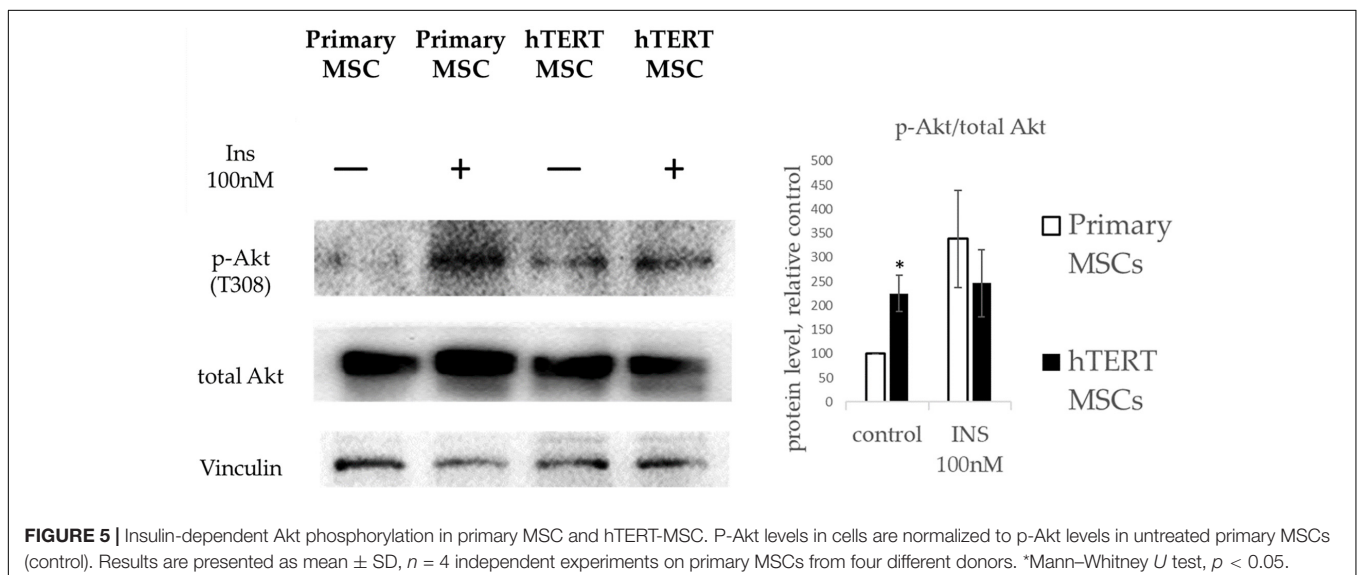 Primary Primary hTERT hTERT
MSC MSC MSC MSC
Ins
100nM
— + — +
p-Akt
(T308)
total Akt
Vinculin
p-Akt/total Akt
protein level, relative control
500
450
400
350
300
250
200
150
100
50
0
*
control INS
100nM
Primary
MSCs
hTERT
MSCs
FIGURE 5 | Insulin-dependent Akt phosphorylation in primary MSC and hTERT-MSC. P-Akt levels in cells are normalized to p-Akt levels in untreated primary MSCs
(control). Results are presented as mean ± SD, n = 4 independent experiments on primary MSCs from four different donors. *Mann–Whitney U test, p < 0.05.